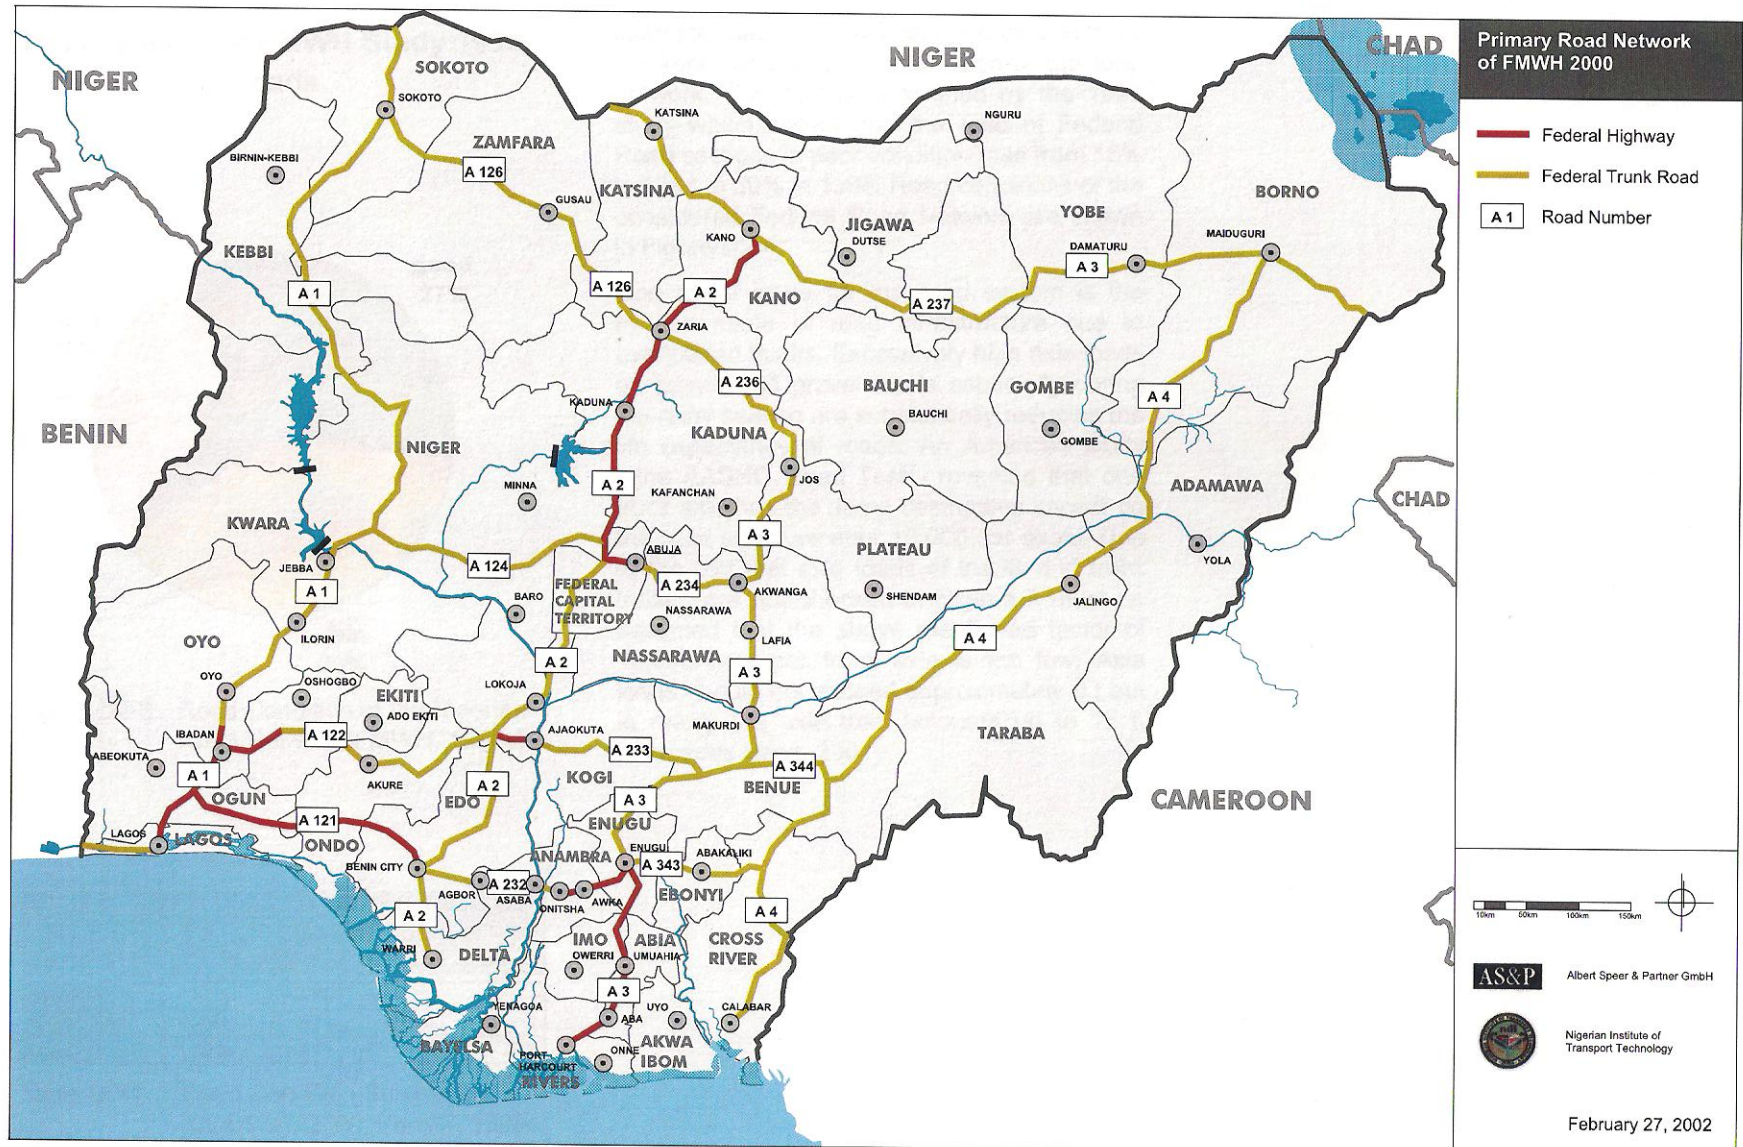 NIGER
NIGER
CHAD
SOKOTO
SOKOTO
KATSINA
NGURU
ZAMFARA
BIRNIN-KEBBI
A 126
GUSAU
KATSINA
YOBE
BORNO
KANO
JIGAWA
DUTSE
KEBBI
DAMATURU
MAIDUGURI
A 3
A 1
A 126
A 2
KANO
A 237
ZARIA
A 236
BAUCHI
GOMBE
A 4
KADUNA
BAUCHI
BENIN
KADUNA
GOMBE
NIGER
MINNA
A 2
KAFANCHAN
JOS
ADAMAWA
CHAD
KWARA
A 3
PLATEAU
JEBBA
A 124
ABUJA
YOLA
A 1
FEDERAL
CAPITAL
TERRITORY
A 234
AKWANGA
SHENDAM
JALINGO
BARO
NASSARAWA
ILORIN
LAFIA
A 4
OYO
NASSARAWA
A 2
A 3
OYO
OSHOGBO
EKITI
LOKOJA
ADO EKITI
MAKURDI
IBADAN
A 122
AJAOKUTA
TARABA
ABEOKUTA
A 233
A 1
AKURE
A 2
KOGI
A 344
BENUE
OGUN
EDO
A 3
CAMEROON
LAGOS
LAGOS
A 121
ONDO
ENUGU
BENIN CITY
ANAMBRA
ENUGU
A 343
ABAKALIKI
AGBOR
A 232
ASABA
ONITSHA
AWKA
EBONYI
A 2
A 4
WARRI
DELTA
IMO
OWERRI
ABIA
UMUAHIA
CROSS
RIVER
A 3
YENAGOA
ABA
UYO
CALABAR
BAYELSA
PORT-
HARCOURT
RIVERS
ONNE
AKWA
IBOM
Primary Road Network
of FMWH 2000
Federal Highway
Federal Trunk Road
A 1
Road Number
10km 50km 100km 150km
AS&P
Albert Speer & Partner GmbH
Nigerian Institute of
Transport Technology
February 27, 2002